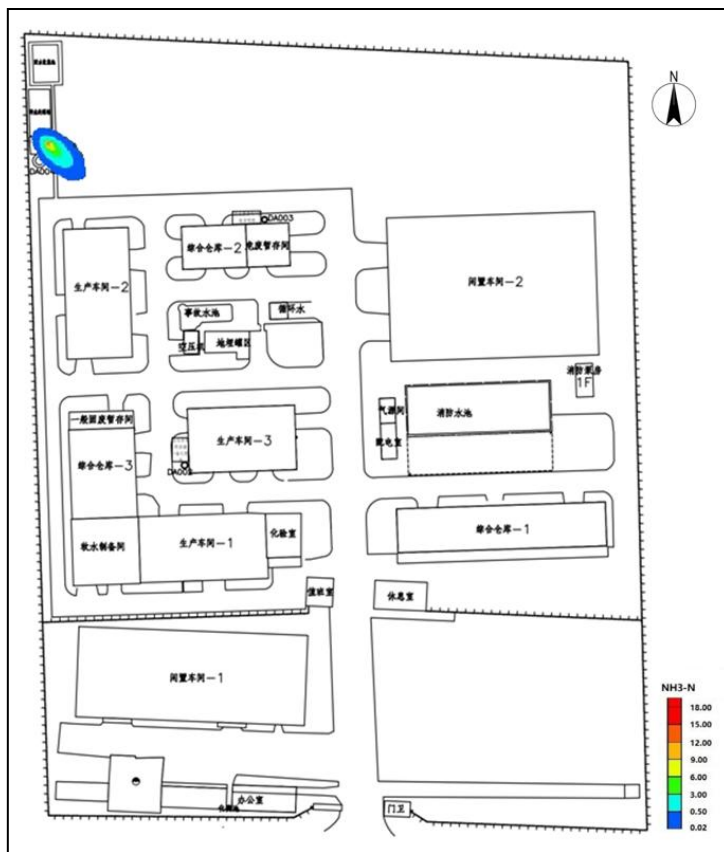 N
DA004
DA003
综合仓库-2
危废暂存间
生产车间-2
闲置车间-2
事故水池
循环水
空压机
地埋罐区
消防泵房
1F
一般固废暂存间
气源间
消防水池
生产车间-3
配电室
综合仓库-3
DA002
综合仓库-1
软水制备间
生产车间-1
化验室
值班室
休息室
闲置车间-1
NH3-N
18.00
15.00
12.00
9.00
6.00
3.00
0.50
0.02
办公室
门卫